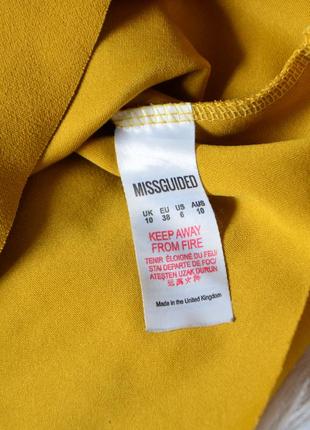 MISSGUIDED
UK EU US AUS
10 38 6 10
KEEP AWAY
FROM FIRE
TENIR ÉLOIGNÉ DU FEU/
STAI DEPARTE DE FOC/
ATEŞTEN UZAK DURUN
Made in the United Kingdom